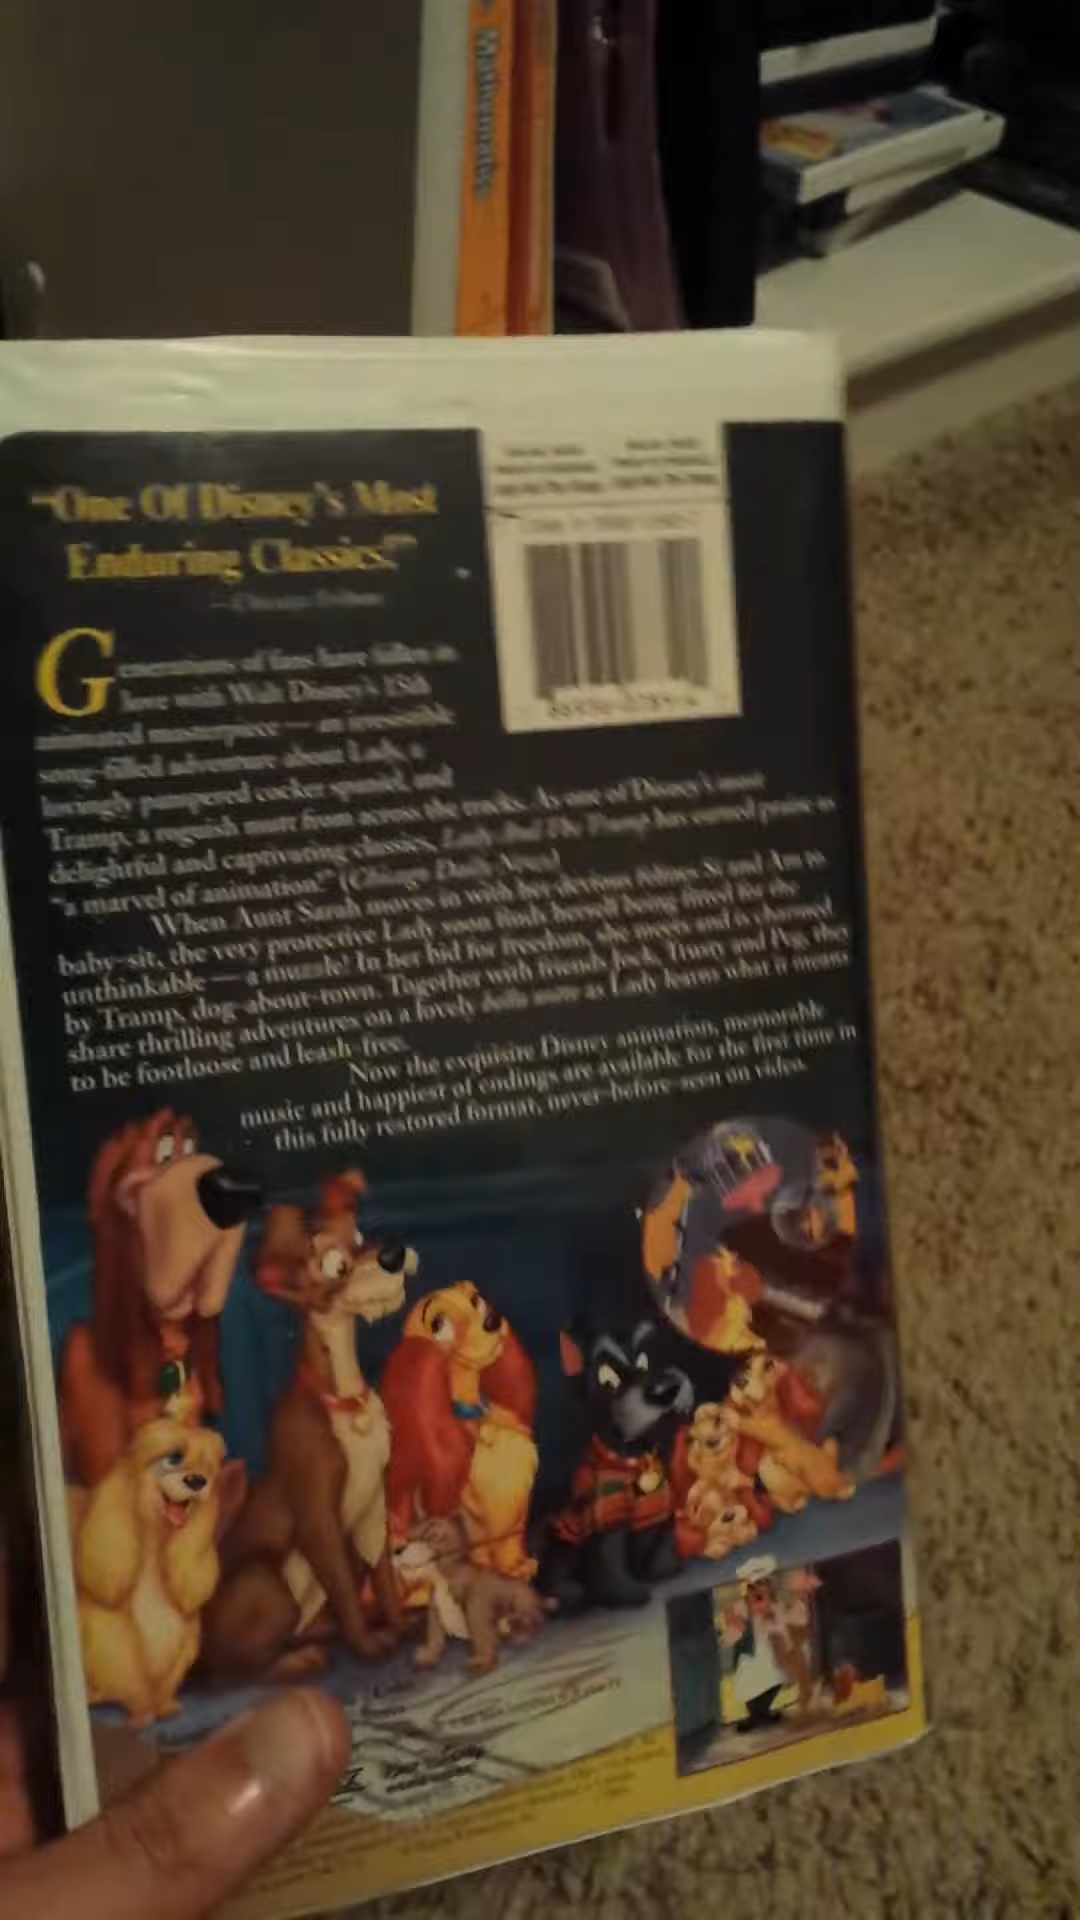 Mathematics
"One Of Disney's Most
Enduring Classics!"
— Chicago Tribune
Generations of fans have fallen in
love with Walt Disney's 15th
animated masterpiece — an irresistible
song-filled adventure about Lady, a
lovingly pampered cocker spaniel, and
Tramp, a roguish mutt from across the tracks. As one of Disney's most
delightful and captivating classics, Lady And The Tramp has earned praise as
"a marvel of animation!" (Chicago Daily News)
When Aunt Sarah moves in with her devious felines Si and Am to
baby-sit, the very protective Lady soon finds herself being fitted for the
unthinkable — a muzzle! In her bid for freedom, she meets and is charmed
by Tramp, dog-about-town. Together with friends Jock, Trusty and Peg, they
share thrilling adventures on a lovely bella notte as Lady learns what it means
to be footloose and leash-free.
Now the exquisite Disney animation, memorable
music and happiest of endings are available for the first time in
this fully restored format, never-before-seen on video.